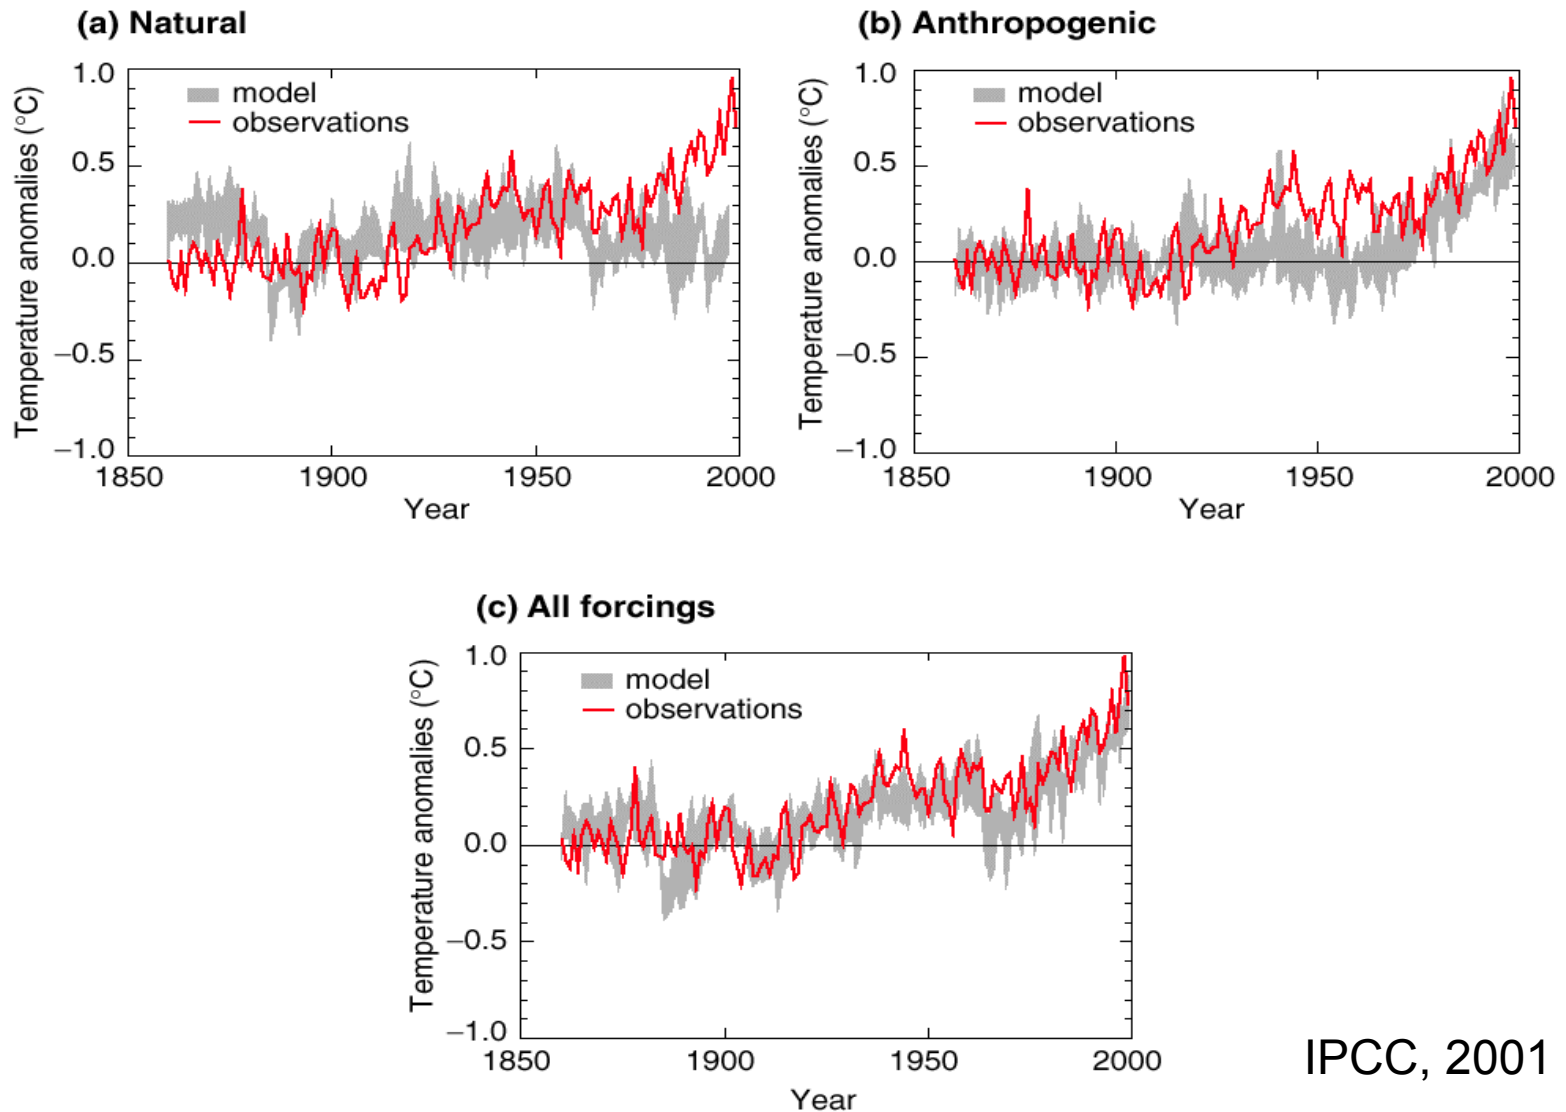 (a) Natural
Temperature anomalies (°C)
1.0
0.5
0.0
−0.5
−1.0
model
observations
1850 1900 1950 2000
Year
(b) Anthropogenic
Temperature anomalies (°C)
1.0
0.5
0.0
−0.5
−1.0
model
observations
1850 1900 1950 2000
Year
(c) All forcings
Temperature anomalies (°C)
1.0
0.5
0.0
−0.5
−1.0
model
observations
1850 1900 1950 2000
Year
IPCC, 2001